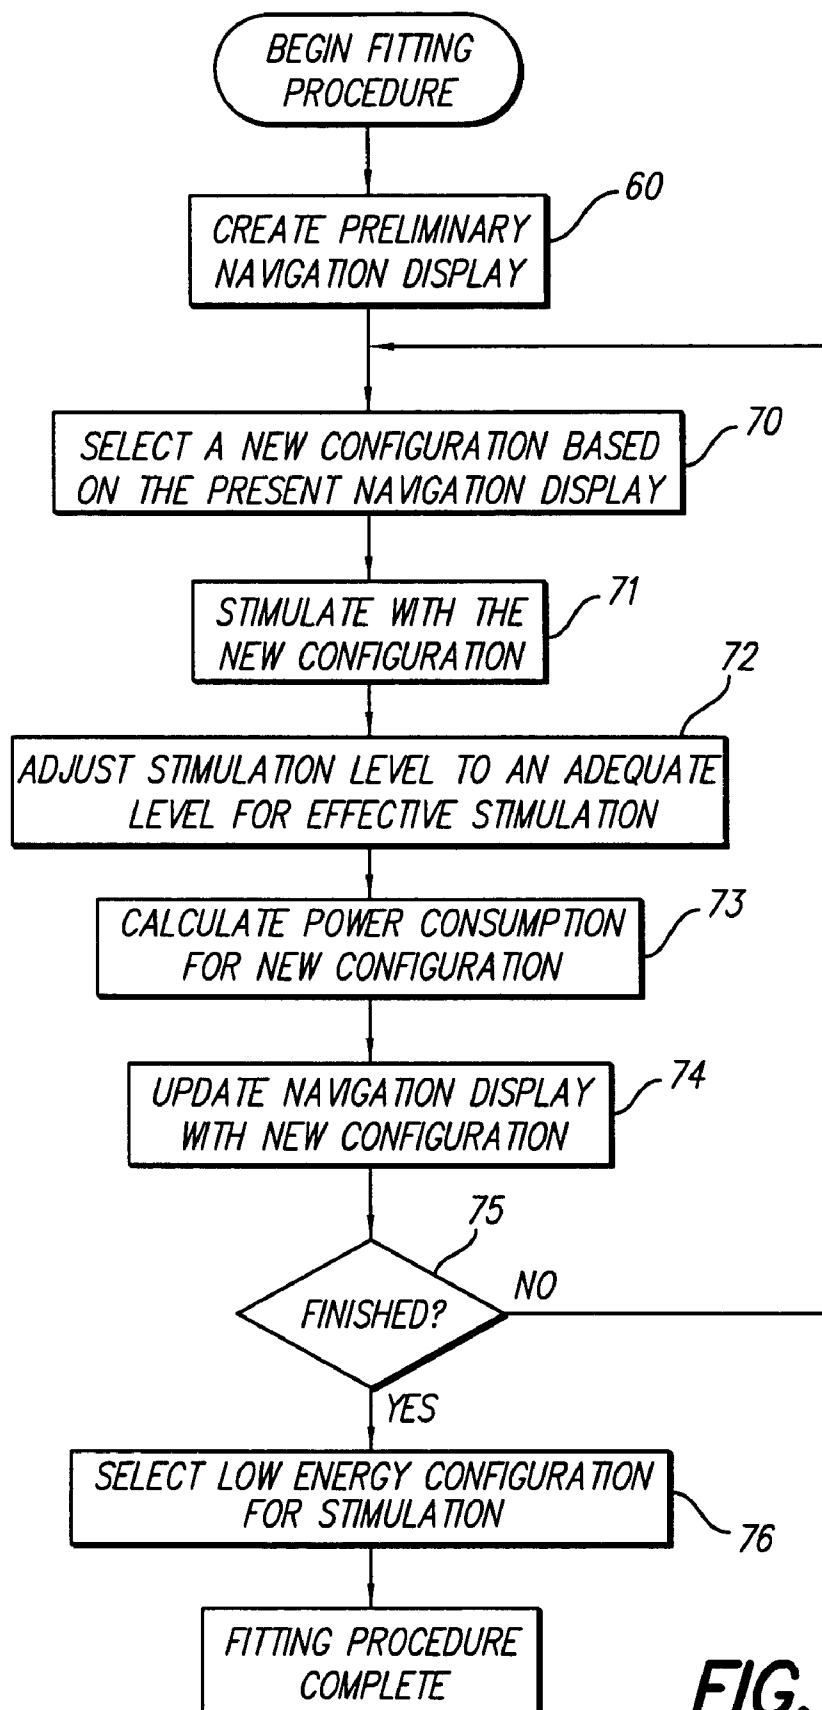 BEGIN FITTING
PROCEDURE
60
CREATE PRELIMINARY
NAVIGATION DISPLAY
70
SELECT A NEW CONFIGURATION BASED
ON THE PRESENT NAVIGATION DISPLAY
71
STIMULATE WITH THE
NEW CONFIGURATION
72
ADJUST STIMULATION LEVEL TO AN ADEQUATE
LEVEL FOR EFFECTIVE STIMULATION
73
CALCULATE POWER CONSUMPTION
FOR NEW CONFIGURATION
74
UPDATE NAVIGATION DISPLAY
WITH NEW CONFIGURATION
75
NO
FINISHED?
YES
SELECT LOW ENERGY CONFIGURATION
FOR STIMULATION
76
FITTING PROCEDURE
COMPLETE
FIG.